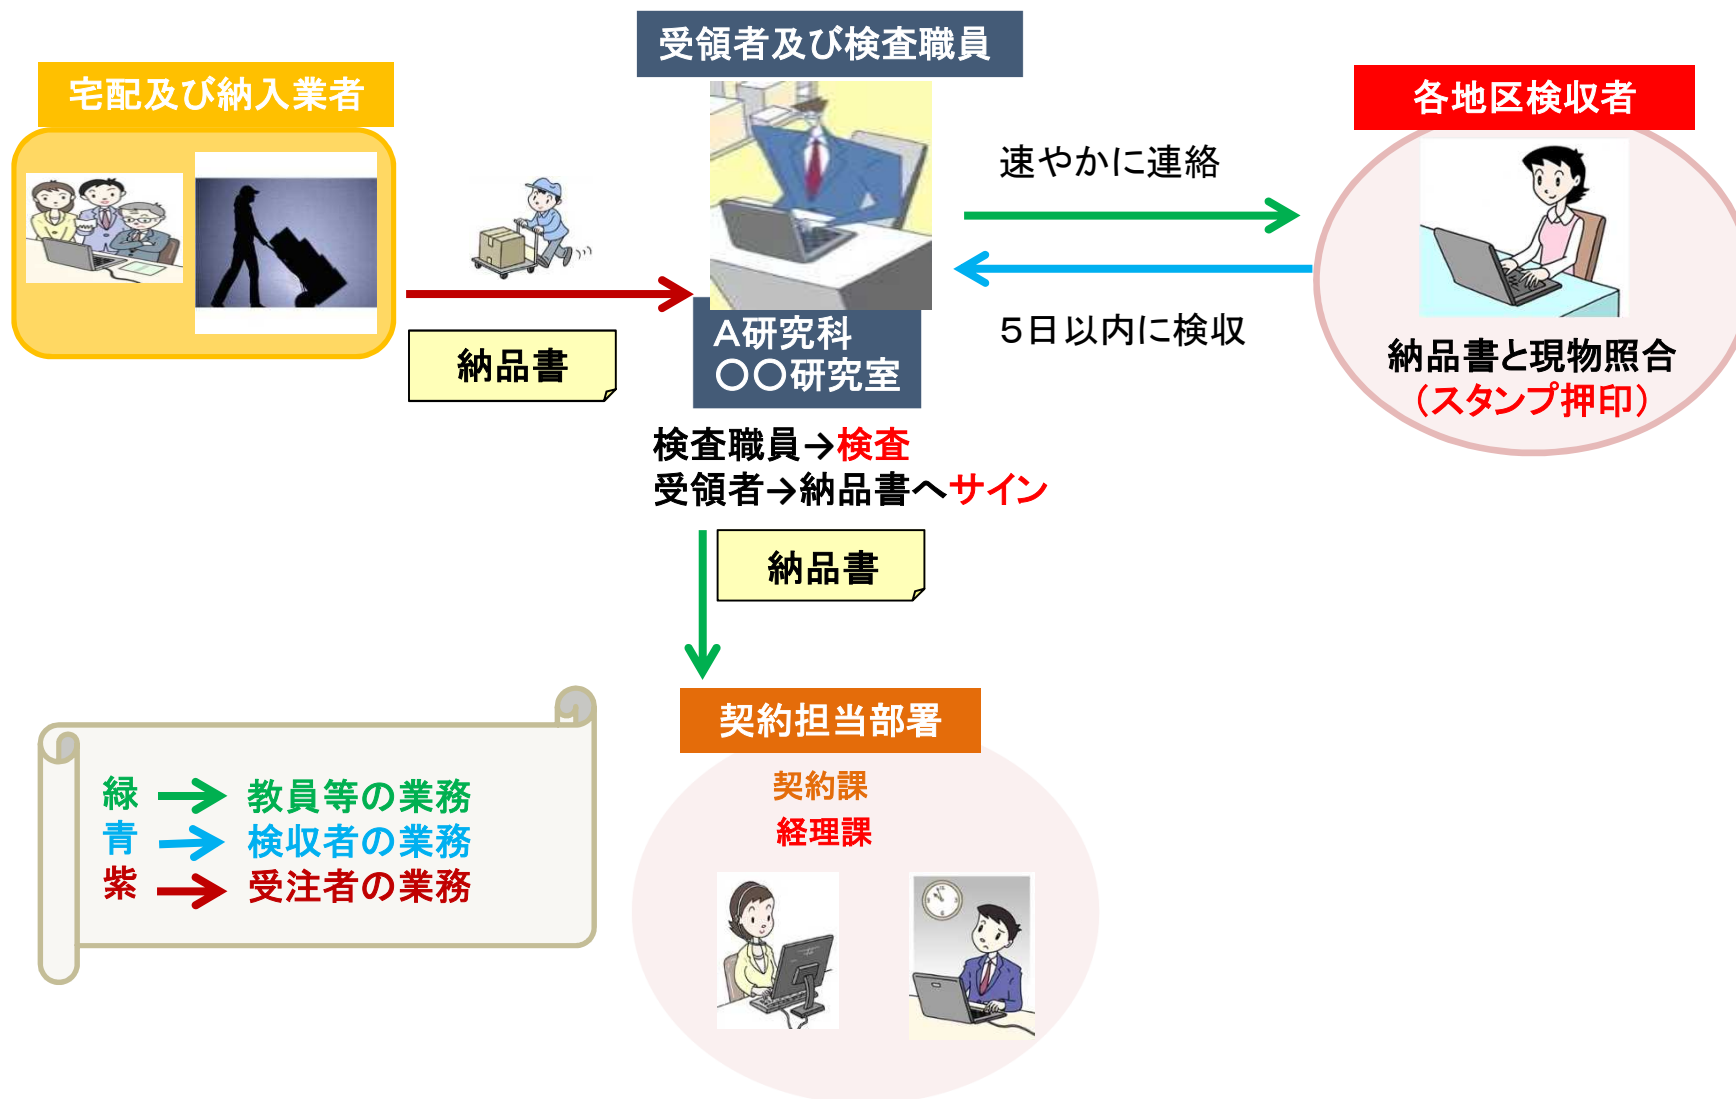 受領者及び検査職員
宅配及び納入業者
各地区検収者
速やかに連絡
5日以内に検収
納品書
A研究科
〇〇研究室
納品書と現物照合
（スタンプ押印）
検査職員→検査
受領者→納品書へサイン
納品書
契約担当部署
契約課
経理課
緑 → 教員等の業務
青 → 検収者の業務
紫 → 受注者の業務